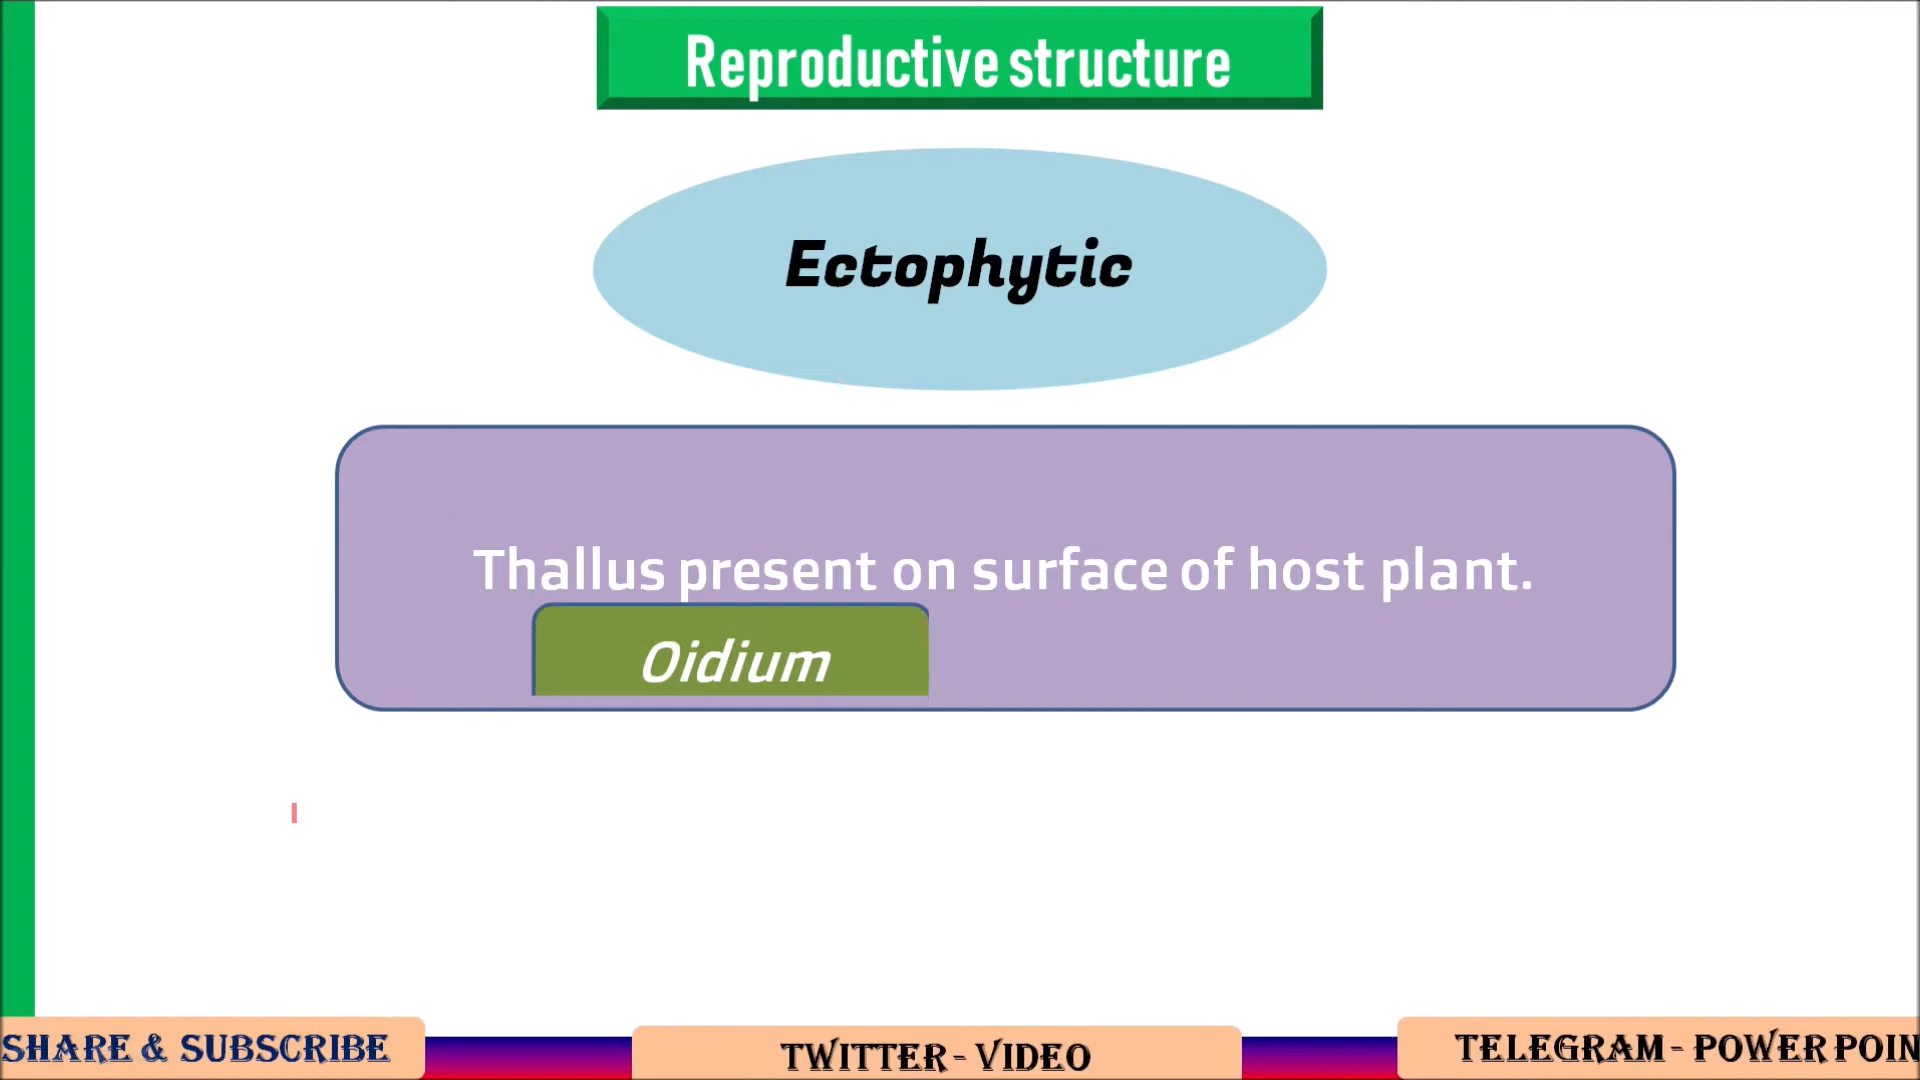 Reproductive structure
Ectophytic
Thallus present on surface of host plant.
Oidium
SHARE & SUBSCRIBE
TWITTER - VIDEO
TELEGRAM - POWER POIN